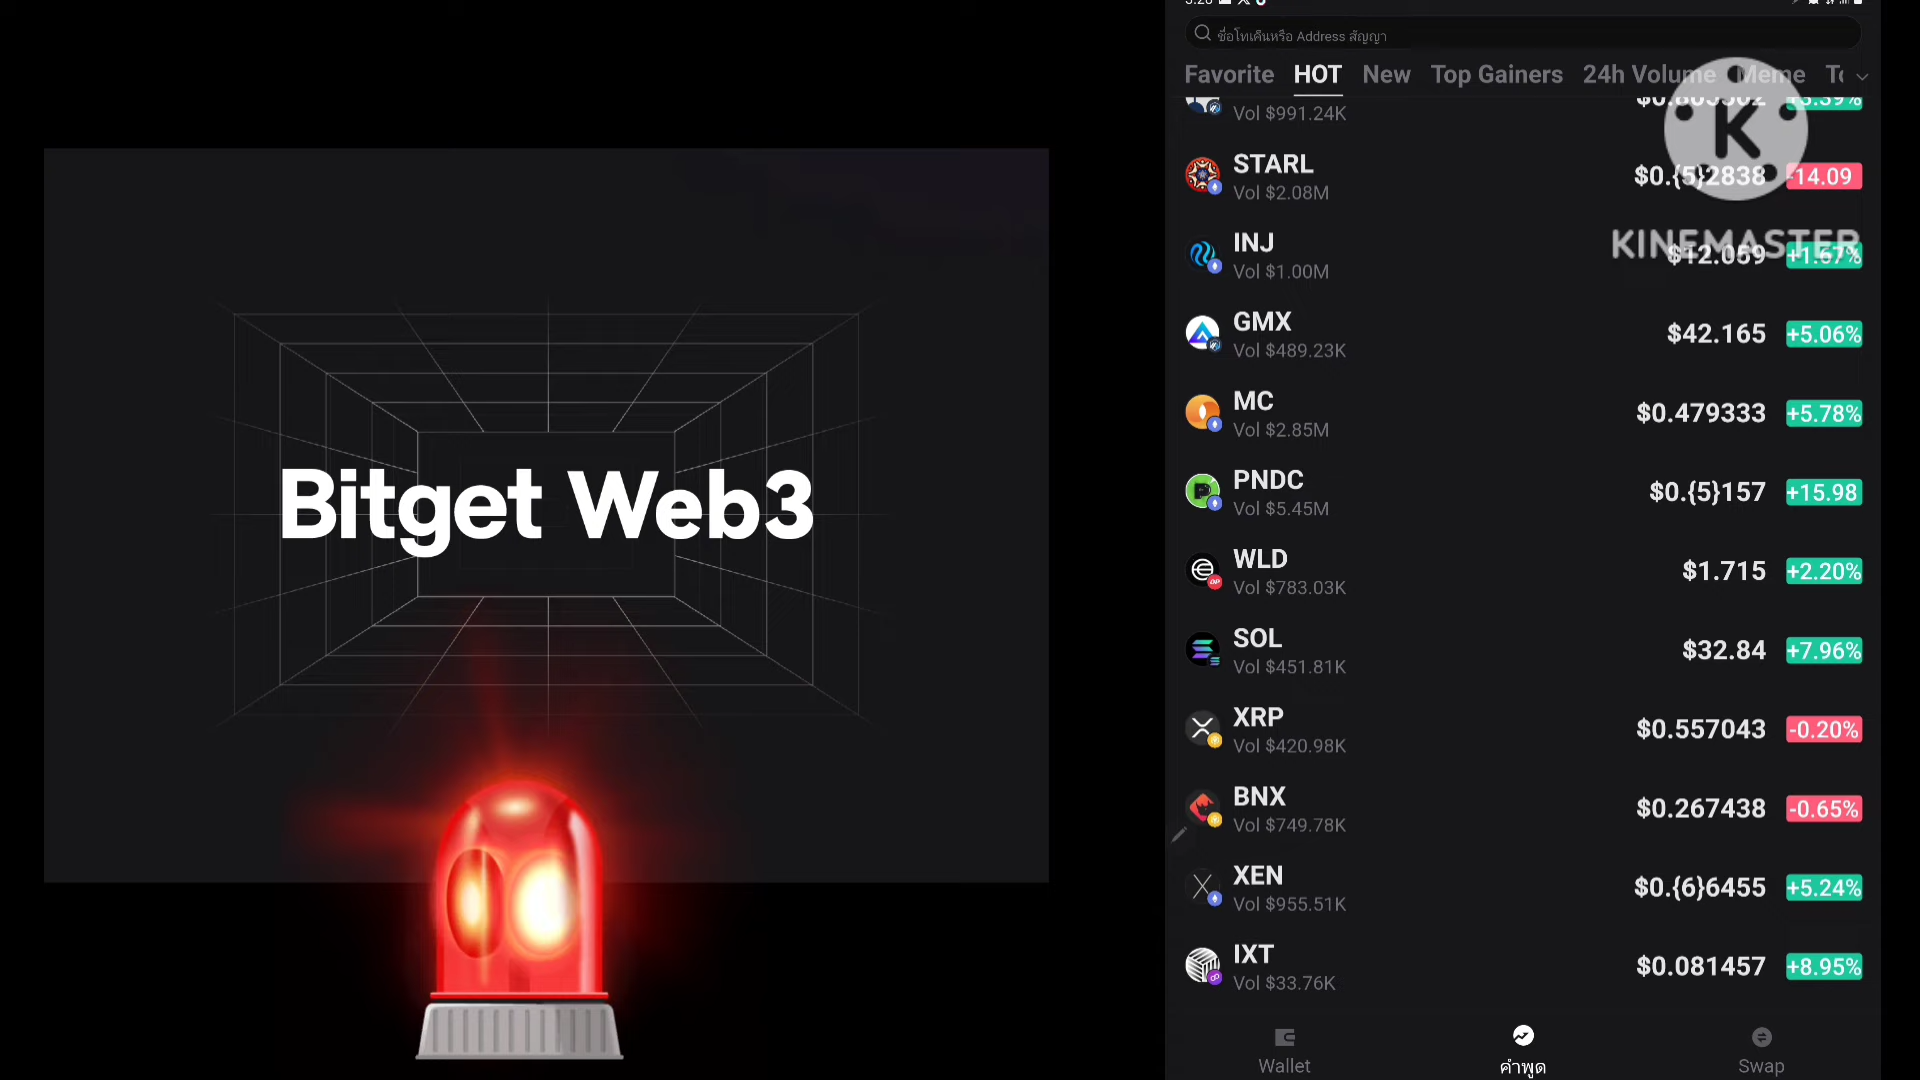 Bitget Web3
ชื่อโทเค็นหรือ Address สัญญา
Favorite HOT New Top Gainers 24h Volume Meme
Vol $991.24K
STARL
Vol $2.08M
$0.{5}2838 -14.09
INJ
Vol $1.00M
$12.059 +1.67%
GMX
Vol $489.23K
$42.165 +5.06%
MC
Vol $2.85M
$0.479333 +5.78%
PNDC
Vol $5.45M
$0.{5}157 +15.98
WLD
Vol $783.03K
$1.715 +2.20%
SOL
Vol $451.81K
$32.84 +7.96%
XRP
Vol $420.98K
$0.557043 -0.20%
BNX
Vol $749.78K
$0.267438 -0.65%
XEN
Vol $955.51K
$0.{6}6455 +5.24%
IXT
Vol $33.76K
$0.081457 +8.95%
Wallet คำพูด Swap
K
KINEMASTER